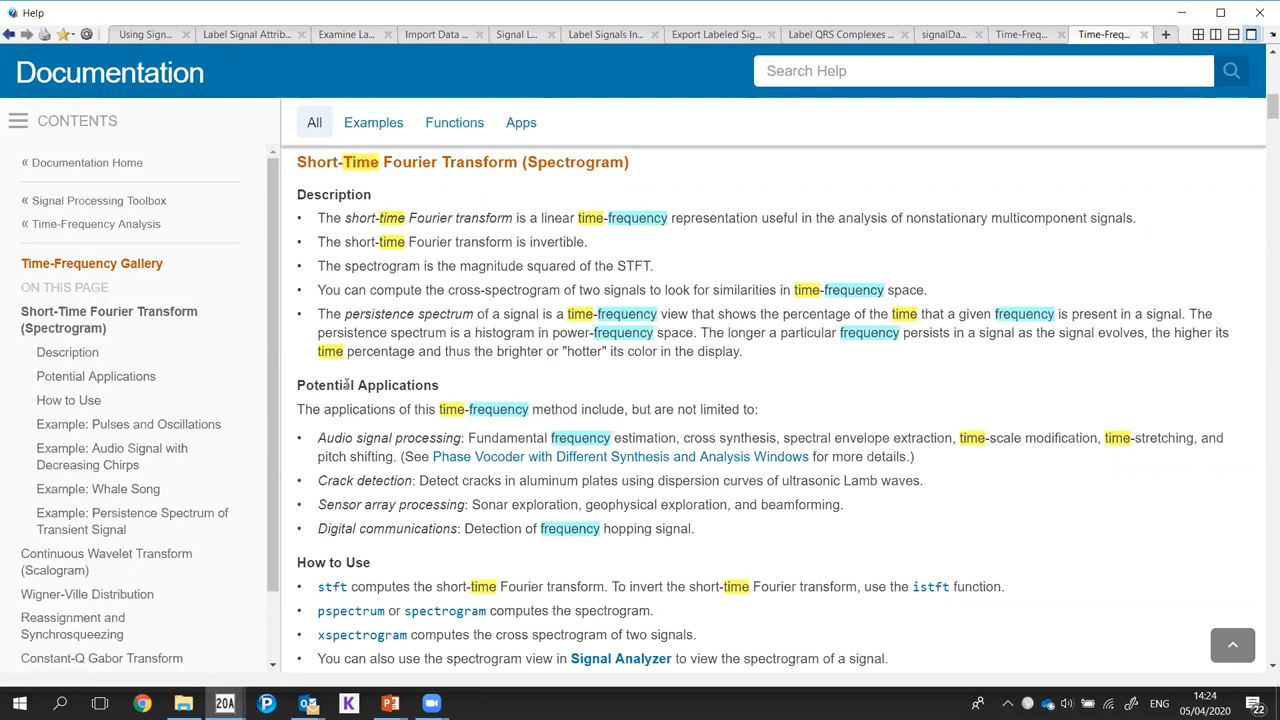 Help
Using Sign...
Label Signal Attrib...
Examine La...
Import Data ...
Signal L...
Label Signals In...
Export Labeled Sig...
Label QRS Complexes ...
signalDa...
Time-Freq...
Time-Freq...
Documentation
Search Help
CONTENTS
All Examples Functions Apps
« Documentation Home
« Signal Processing Toolbox
« Time-Frequency Analysis
Time-Frequency Gallery
ON THIS PAGE
Short-Time Fourier Transform
(Spectrogram)
Description
Potential Applications
How to Use
Example: Pulses and Oscillations
Example: Audio Signal with
Decreasing Chirps
Example: Whale Song
Example: Persistence Spectrum of
Transient Signal
Continuous Wavelet Transform
(Scalogram)
Wigner-Ville Distribution
Reassignment and
Synchrosqueezing
Constant-Q Gabor Transform
Short-Time Fourier Transform (Spectrogram)
Description
• The short-time Fourier transform is a linear time-frequency representation useful in the analysis of nonstationary multicomponent signals.
• The short-time Fourier transform is invertible.
• The spectrogram is the magnitude squared of the STFT.
• You can compute the cross-spectrogram of two signals to look for similarities in time-frequency space.
• The persistence spectrum of a signal is a time-frequency view that shows the percentage of the time that a given frequency is present in a signal. The
persistence spectrum is a histogram in power-frequency space. The longer a particular frequency persists in a signal as the signal evolves, the higher its
time percentage and thus the brighter or "hotter" its color in the display.
Potential Applications
The applications of this time-frequency method include, but are not limited to:
• Audio signal processing: Fundamental frequency estimation, cross synthesis, spectral envelope extraction, time-scale modification, time-stretching, and
pitch shifting. (See Phase Vocoder with Different Synthesis and Analysis Windows for more details.)
• Crack detection: Detect cracks in aluminum plates using dispersion curves of ultrasonic Lamb waves.
• Sensor array processing: Sonar exploration, geophysical exploration, and beamforming.
• Digital communications: Detection of frequency hopping signal.
How to Use
• stft computes the short-time Fourier transform. To invert the short-time Fourier transform, use the istft function.
• pspectrum or spectrogram computes the spectrogram.
• xspectrogram computes the cross spectrogram of two signals.
• You can also use the spectrogram view in Signal Analyzer to view the spectrogram of a signal.
20A
ENG
14:24
05/04/2020
22